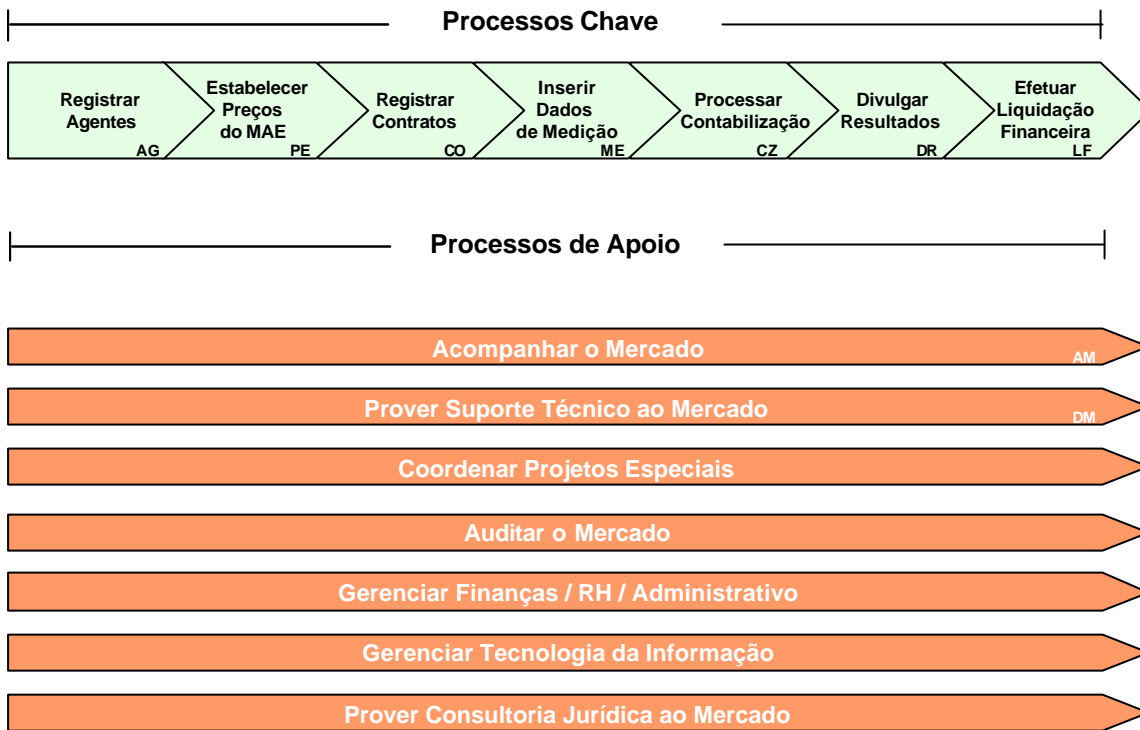 Processos Chave
Registrar
Agentes
AG
Estabelecer
Preços
do MAE
PE
Registrar
Contratos
CO
Inserir
Dados
de Medição
ME
Processar
Contabilização
CZ
Divulgar
Resultados
DR
Efetuar
Liquidação
Financeira
LF
Processos de Apoio
Acompanhar o Mercado
AM
Prover Suporte Técnico ao Mercado
DM
Coordenar Projetos Especiais
Auditar o Mercado
Gerenciar Finanças / RH / Administrativo
Gerenciar Tecnologia da Informação
Prover Consultoria Jurídica ao Mercado